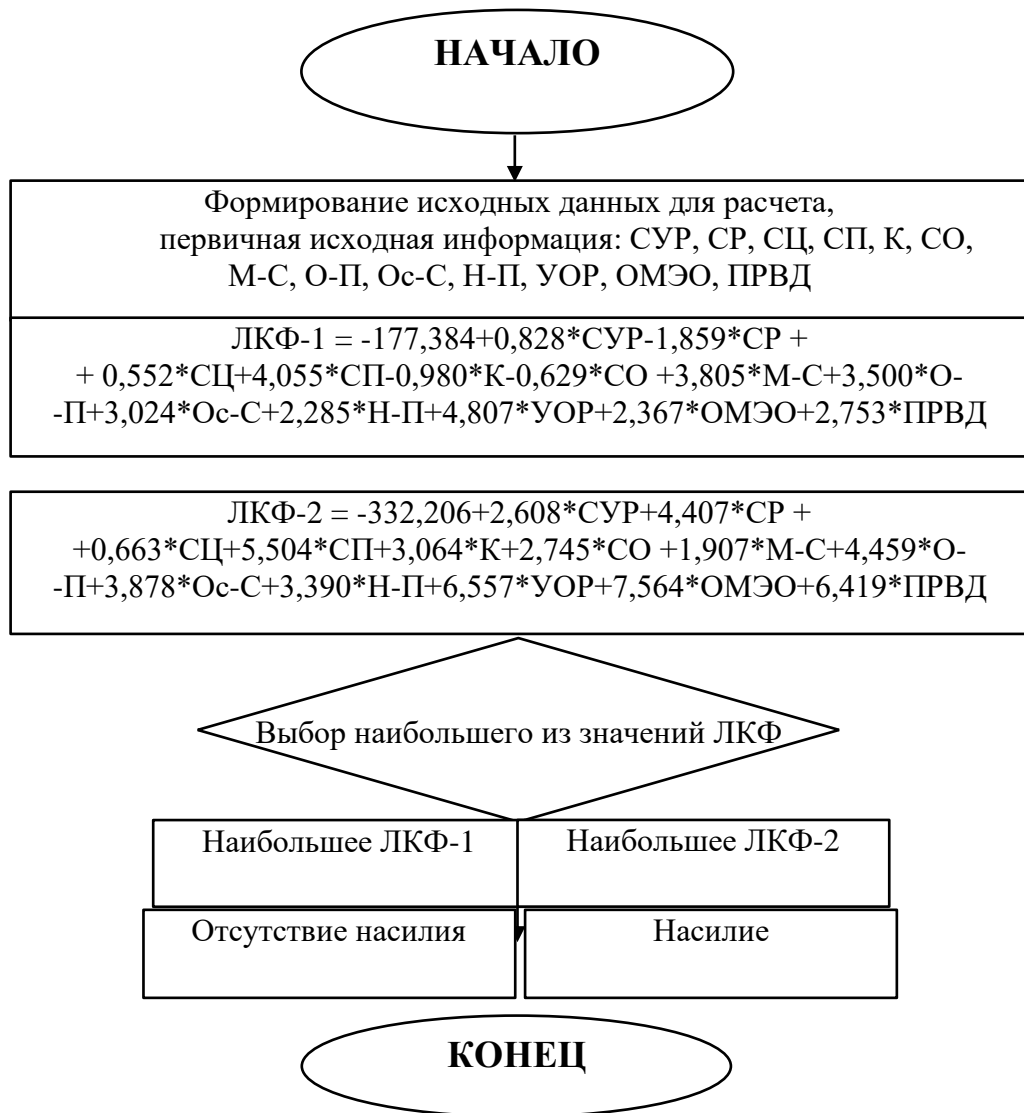 НАЧАЛО
Формирование исходных данных для расчета,
первичная исходная информация: СУР, СР, СЦ, СП, К, СО,
М-С, О-П, Ос-С, Н-П, УОР, ОМЭО, ПРВД
ЛКФ-1 = -177,384+0,828*СУР-1,859*СР +
+ 0,552*СЦ+4,055*СП-0,980*К-0,629*СО +3,805*М-С+3,500*О-
-П+3,024*Ос-С+2,285*Н-П+4,807*УОР+2,367*ОМЭО+2,753*ПРВД
ЛКФ-2 = -332,206+2,608*СУР+4,407*СР +
+0,663*СЦ+5,504*СП+3,064*К+2,745*СО +1,907*М-С+4,459*О-
-П+3,878*Ос-С+3,390*Н-П+6,557*УОР+7,564*ОМЭО+6,419*ПРВД
Выбор наибольшего из значений ЛКФ
Наибольшее ЛКФ-1
Наибольшее ЛКФ-2
Отсутствие насилия
Насилие
КОНЕЦ